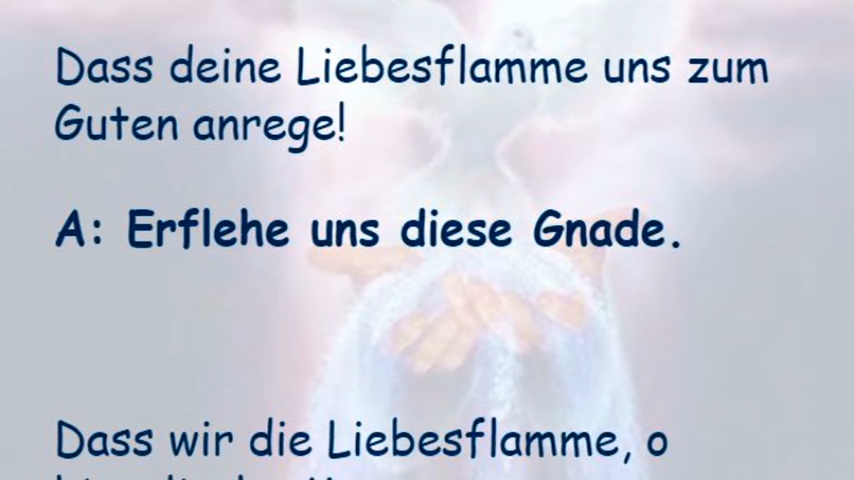 Dass deine Liebesflamme uns zum
Guten anrege!
A: Erflehe uns diese Gnade.
Dass wir die Liebesflamme, o